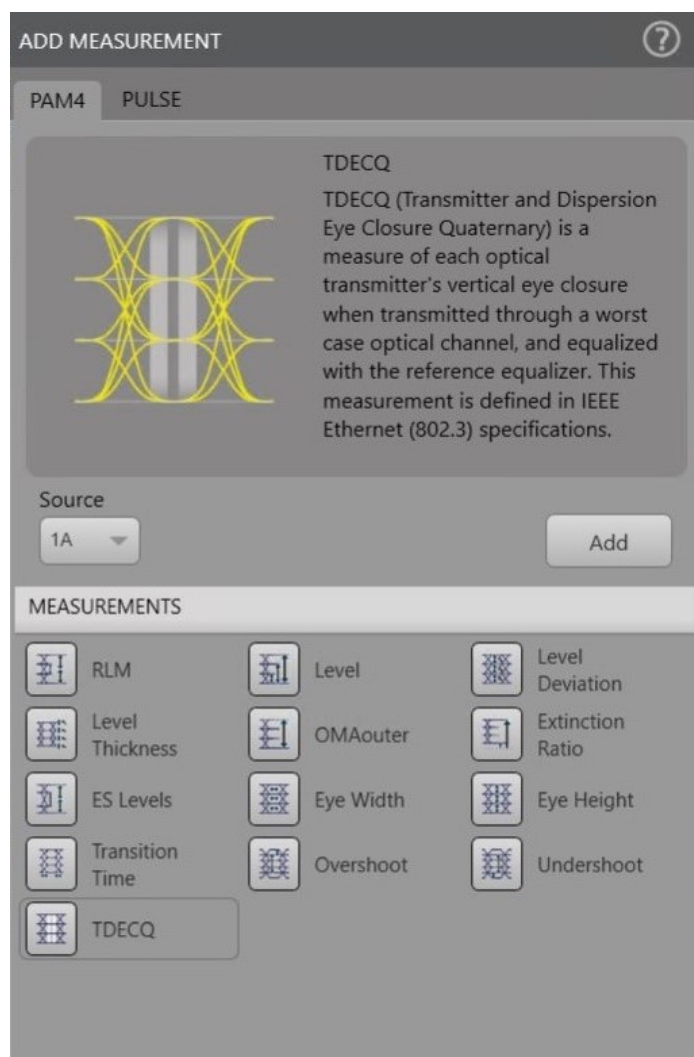 ADD MEASUREMENT
?
PAM4 PULSE
TDECQ
TDECQ (Transmitter and Dispersion
Eye Closure Quaternary) is a
measure of each optical
transmitter's vertical eye closure
when transmitted through a worst
case optical channel, and equalized
with the reference equalizer. This
measurement is defined in IEEE
Ethernet (802.3) specifications.
Source
1A
Add
MEASUREMENTS
RLM
Level
Level
Deviation
Level
Thickness
OMAouter
Extinction
Ratio
ES Levels
Eye Width
Eye Height
Transition
Time
Overshoot
Undershoot
TDECQ